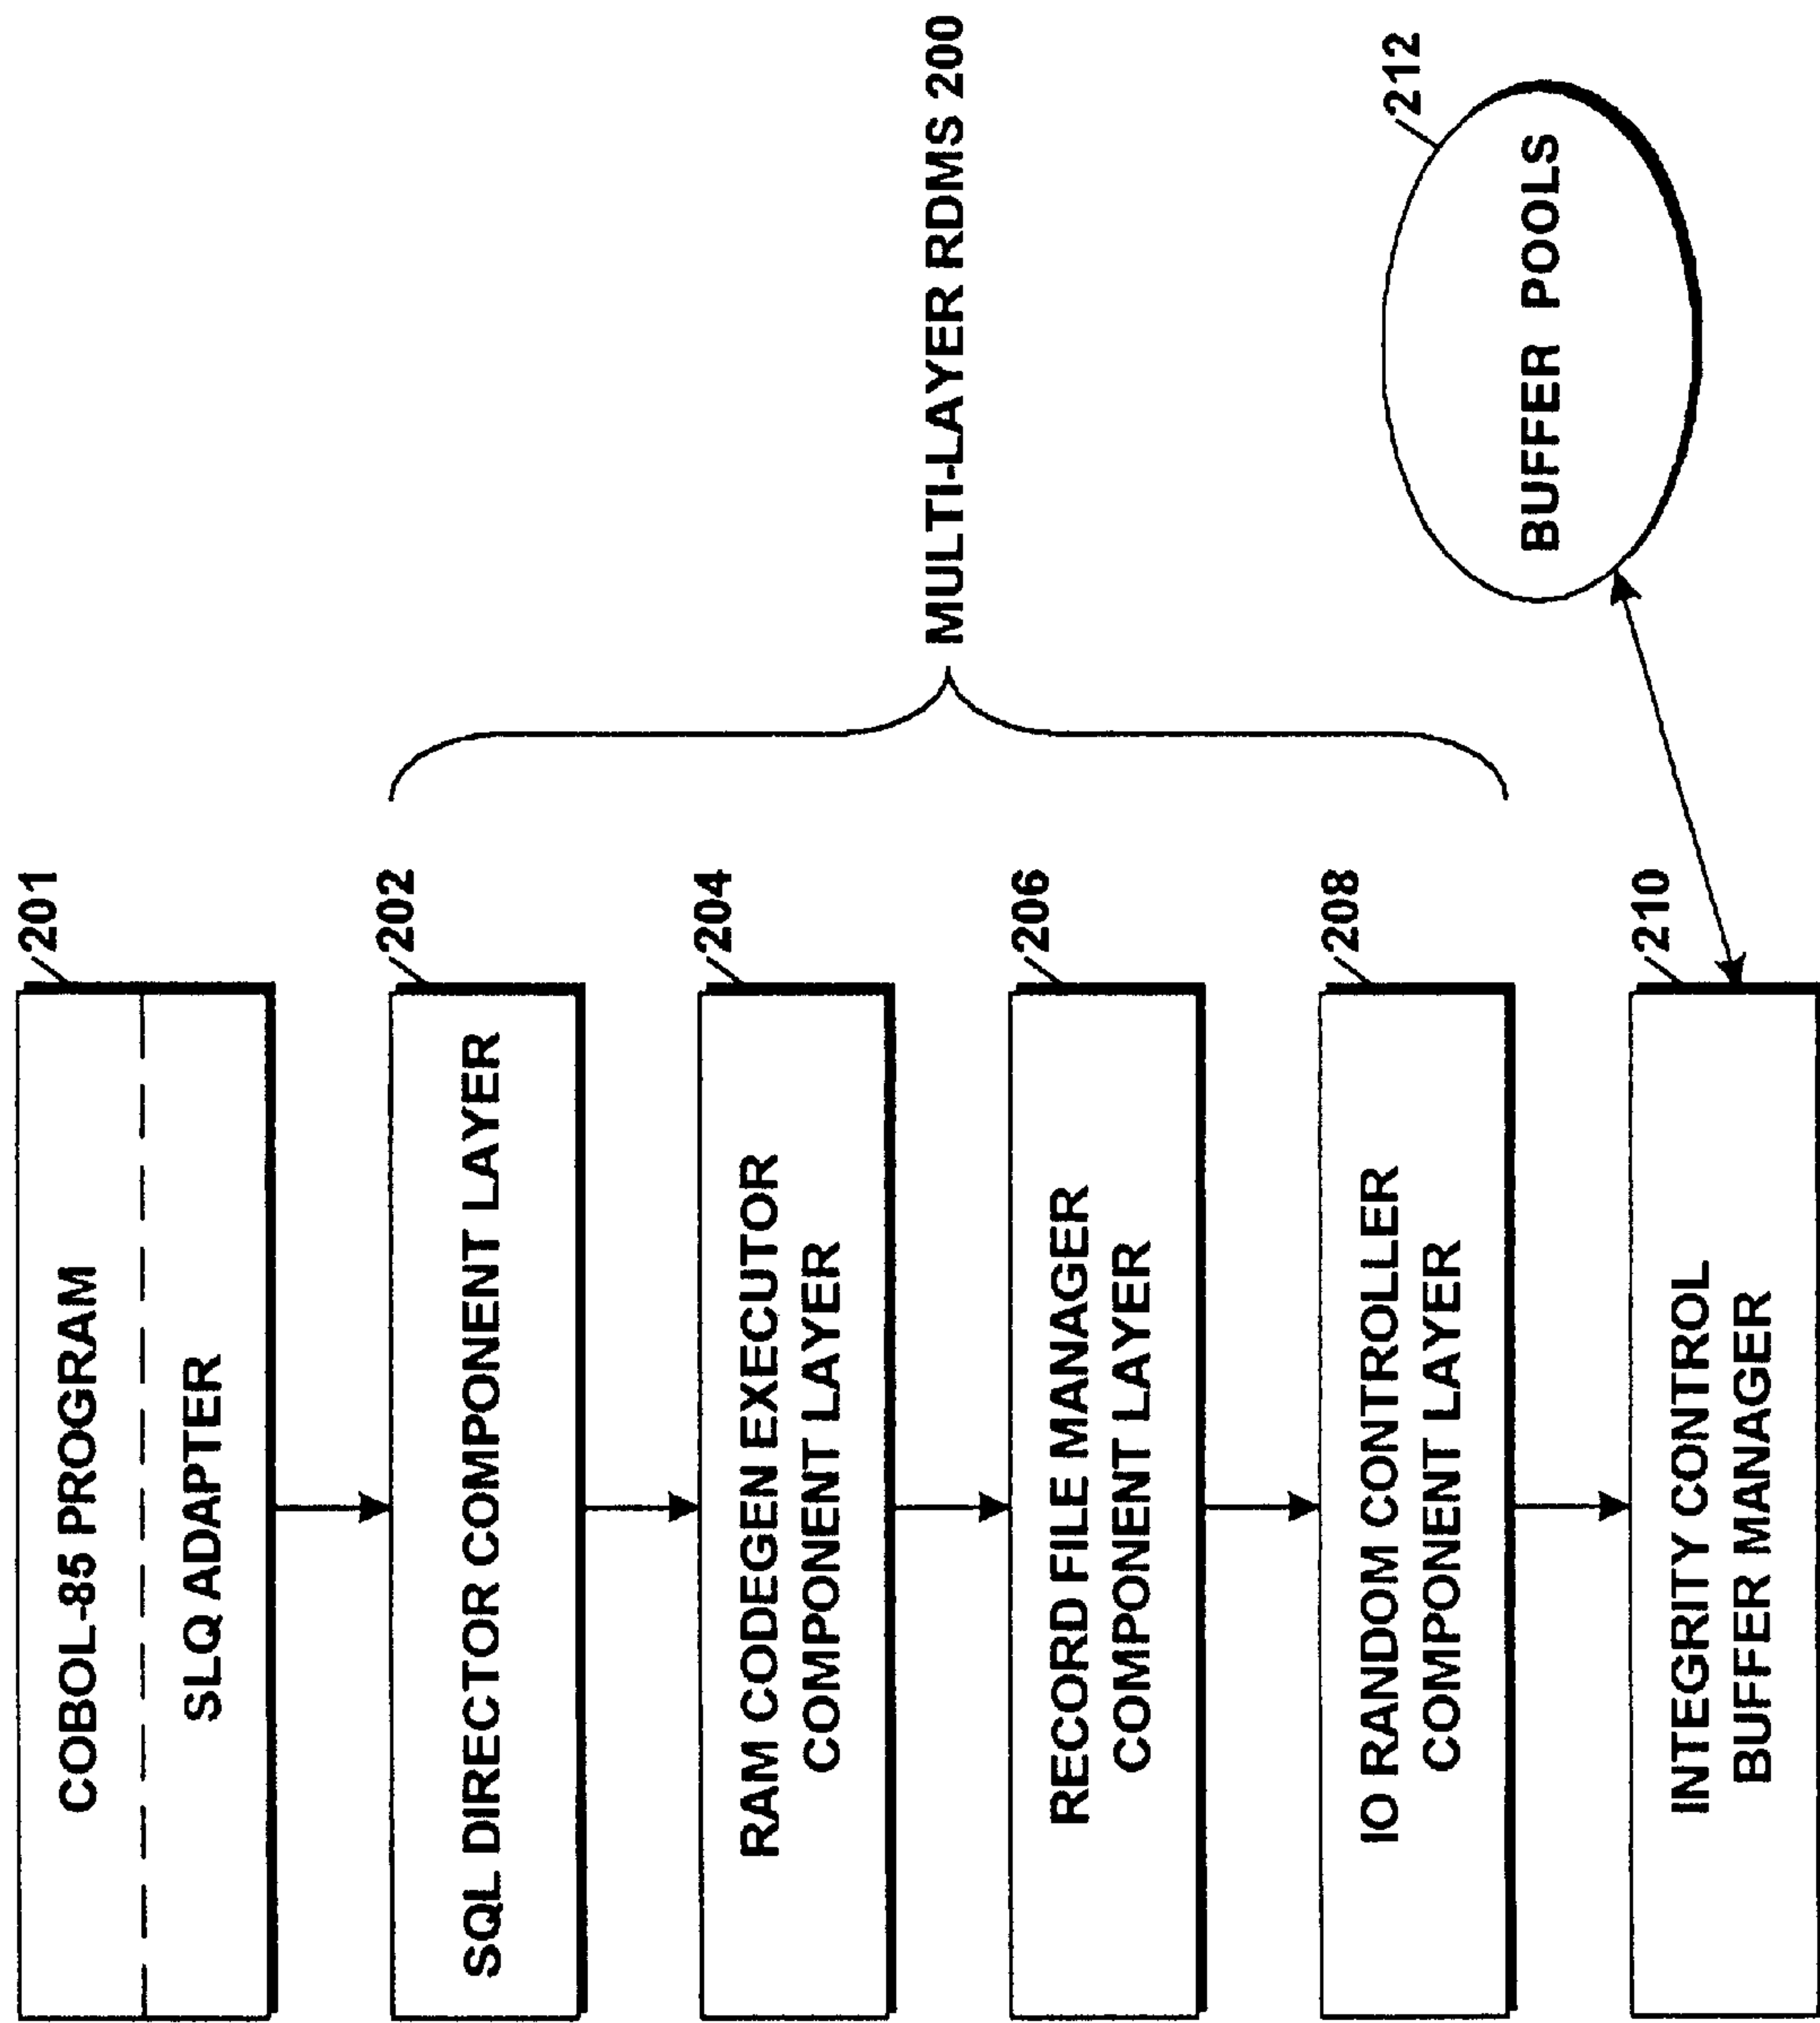 COBOL-85 PROGRAM
SLQ ADAPTER
201
SQL DIRECTOR COMPONENT LAYER
202
RAM CODEGEN EXECUTOR
COMPONENT LAYER
204
RECORD FILE MANAGER
COMPONENT LAYER
206
IO RANDOM CONTROLLER
COMPONENT LAYER
208
INTEGRITY CONTROL
BUFFER MANAGER
210
MULTI-LAYER RDMS 200
BUFFER POOLS
212